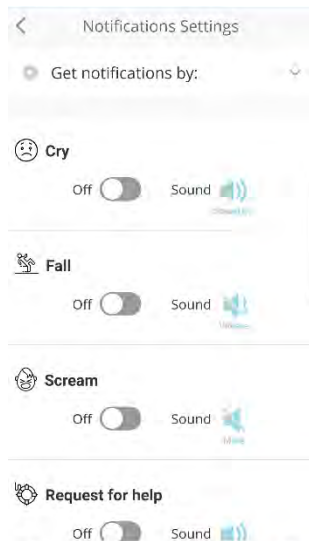 Notifications Settings
Get notifications by:
Cry
Off Sound
Fall
Off Sound
Scream
Off Sound
Mute
Request for help
Off Sound